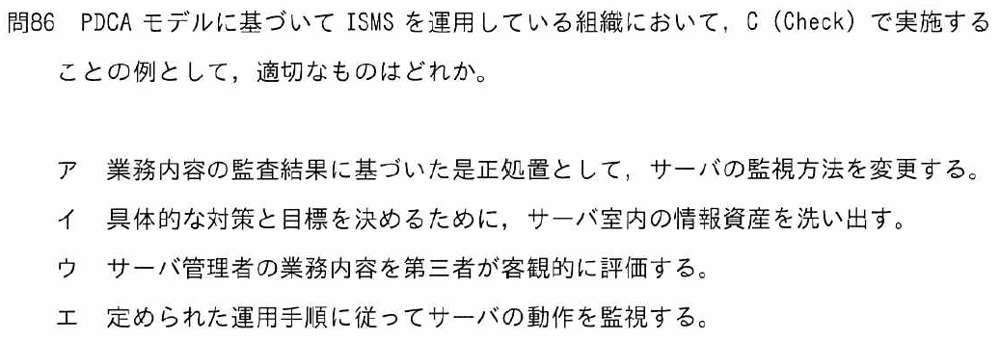 問86 PDCA モデルに基づいて ISMS を運用している組織において，C（Check）で実施する
ことの例として，適切なものはどれか。
ア 業務内容の監査結果に基づいた是正処置として，サーバの監視方法を変更する。
イ 具体的な対策と目標を決めるために，サーバ室内の情報資産を洗い出す。
ウ サーバ管理者の業務内容を第三者が客観的に評価する。
エ 定められた運用手順に従ってサーバの動作を監視する。